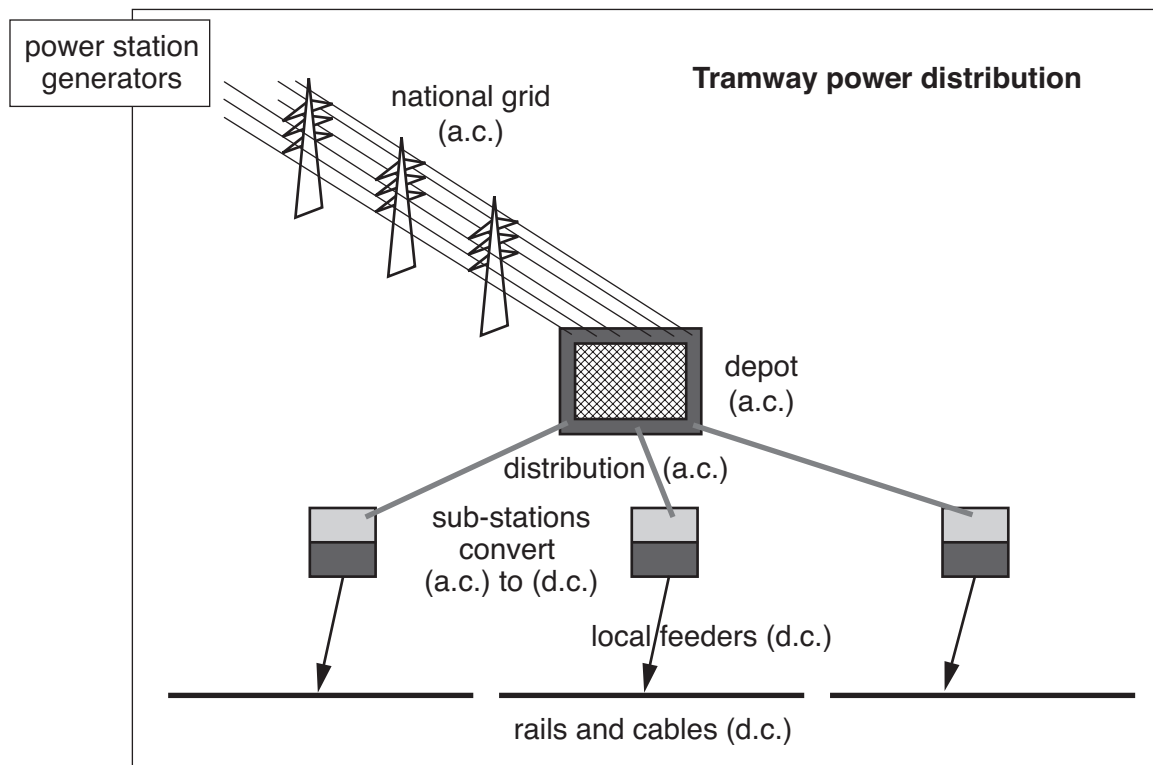 power station
generators
Tramway power distribution
national grid
(a.c.)
depot
(a.c.)
distribution (a.c.)
sub-stations
convert
(a.c.) to (d.c.)
local feeders (d.c.)
rails and cables (d.c.)